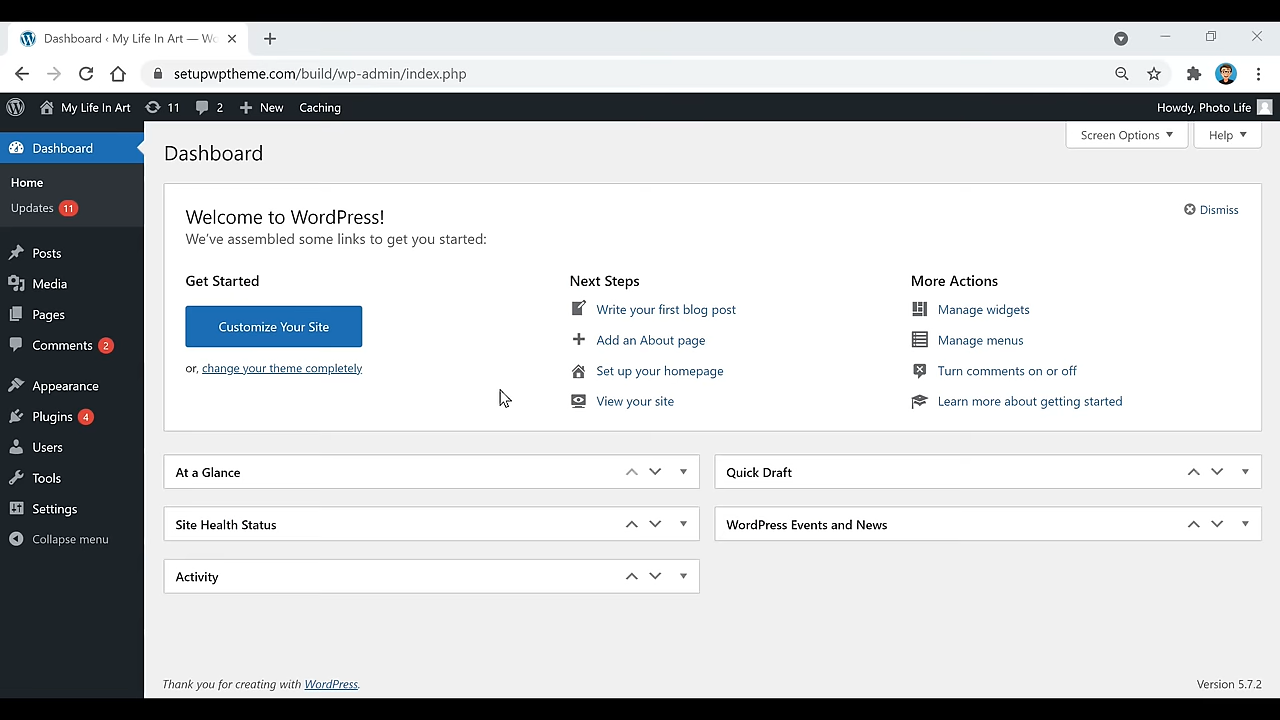 Dashboard ‹ My Life In Art — Wo
setupwptheme.com/build/wp-admin/index.php
My Life In Art 11 2 New Caching Howdy, Photo Life
Dashboard
Home
Updates 11
Posts
Media
Pages
Comments 2
Appearance
Plugins 4
Users
Tools
Settings
Collapse menu
Screen Options Help
Dashboard
Welcome to WordPress!
We've assembled some links to get you started:
Dismiss
Get Started
Customize Your Site
or, change your theme completely
Next Steps
Write your first blog post
Add an About page
Set up your homepage
View your site
More Actions
Manage widgets
Manage menus
Turn comments on or off
Learn more about getting started
At a Glance
Site Health Status
Activity
Quick Draft
WordPress Events and News
Thank you for creating with WordPress.
Version 5.7.2